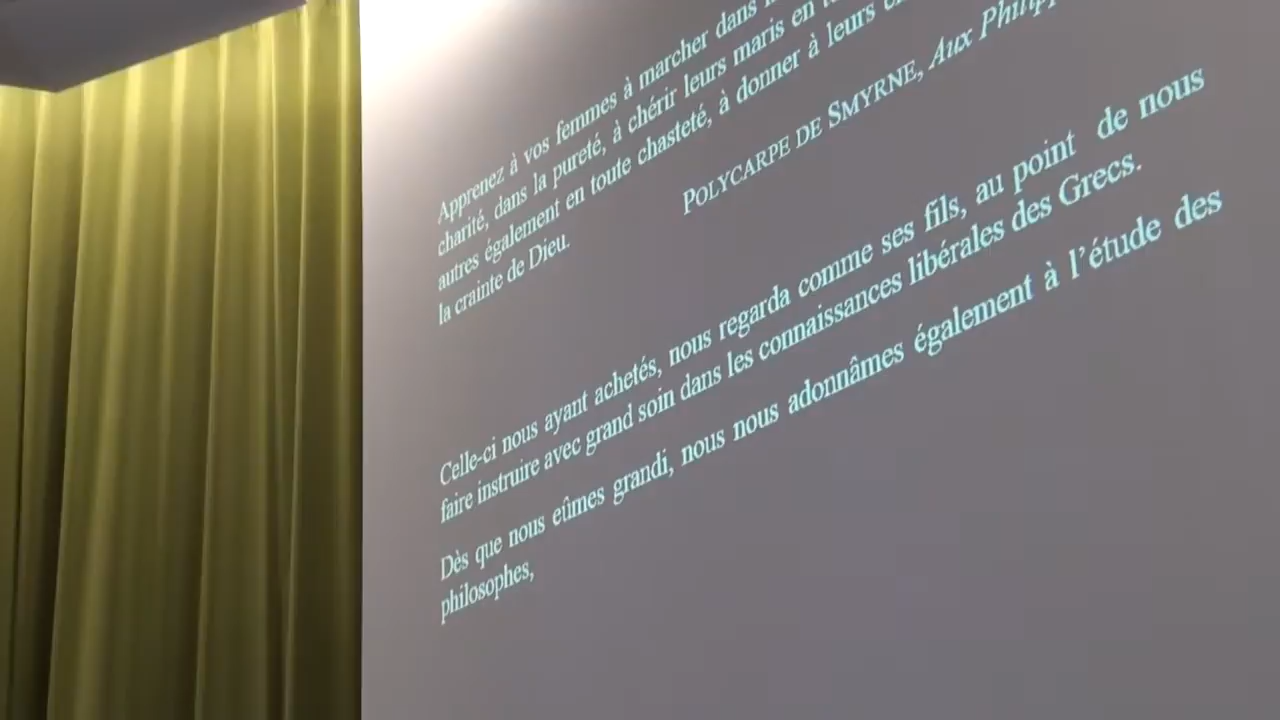 Apprenez à vos femmes à marcher dans
charité, dans la pureté, à chérir leurs maris en
autres également en toute chasteté, à donner à leurs
la crainte de Dieu.
POLYCARPE DE SMYRNE, Aux
Celle-ci nous ayant achetés, nous regarda comme ses fils, au point de nous
faire instruire avec grand soin dans les connaissances libérales des Grecs.
Dès que nous eûmes grandi, nous nous adonnâmes également à l'étude des
philosophes,